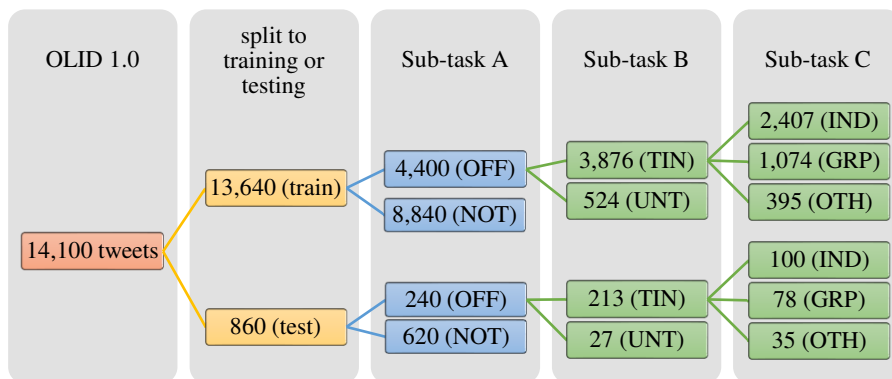 OLID 1.0
split to
training or
testing
Sub-task A
Sub-task B
Sub-task C
14,100 tweets
13,640 (train)
860 (test)
4,400 (OFF)
8,840 (NOT)
240 (OFF)
620 (NOT)
3,876 (TIN)
524 (UNT)
213 (TIN)
27 (UNT)
2,407 (IND)
1,074 (GRP)
395 (OTH)
100 (IND)
78 (GRP)
35 (OTH)